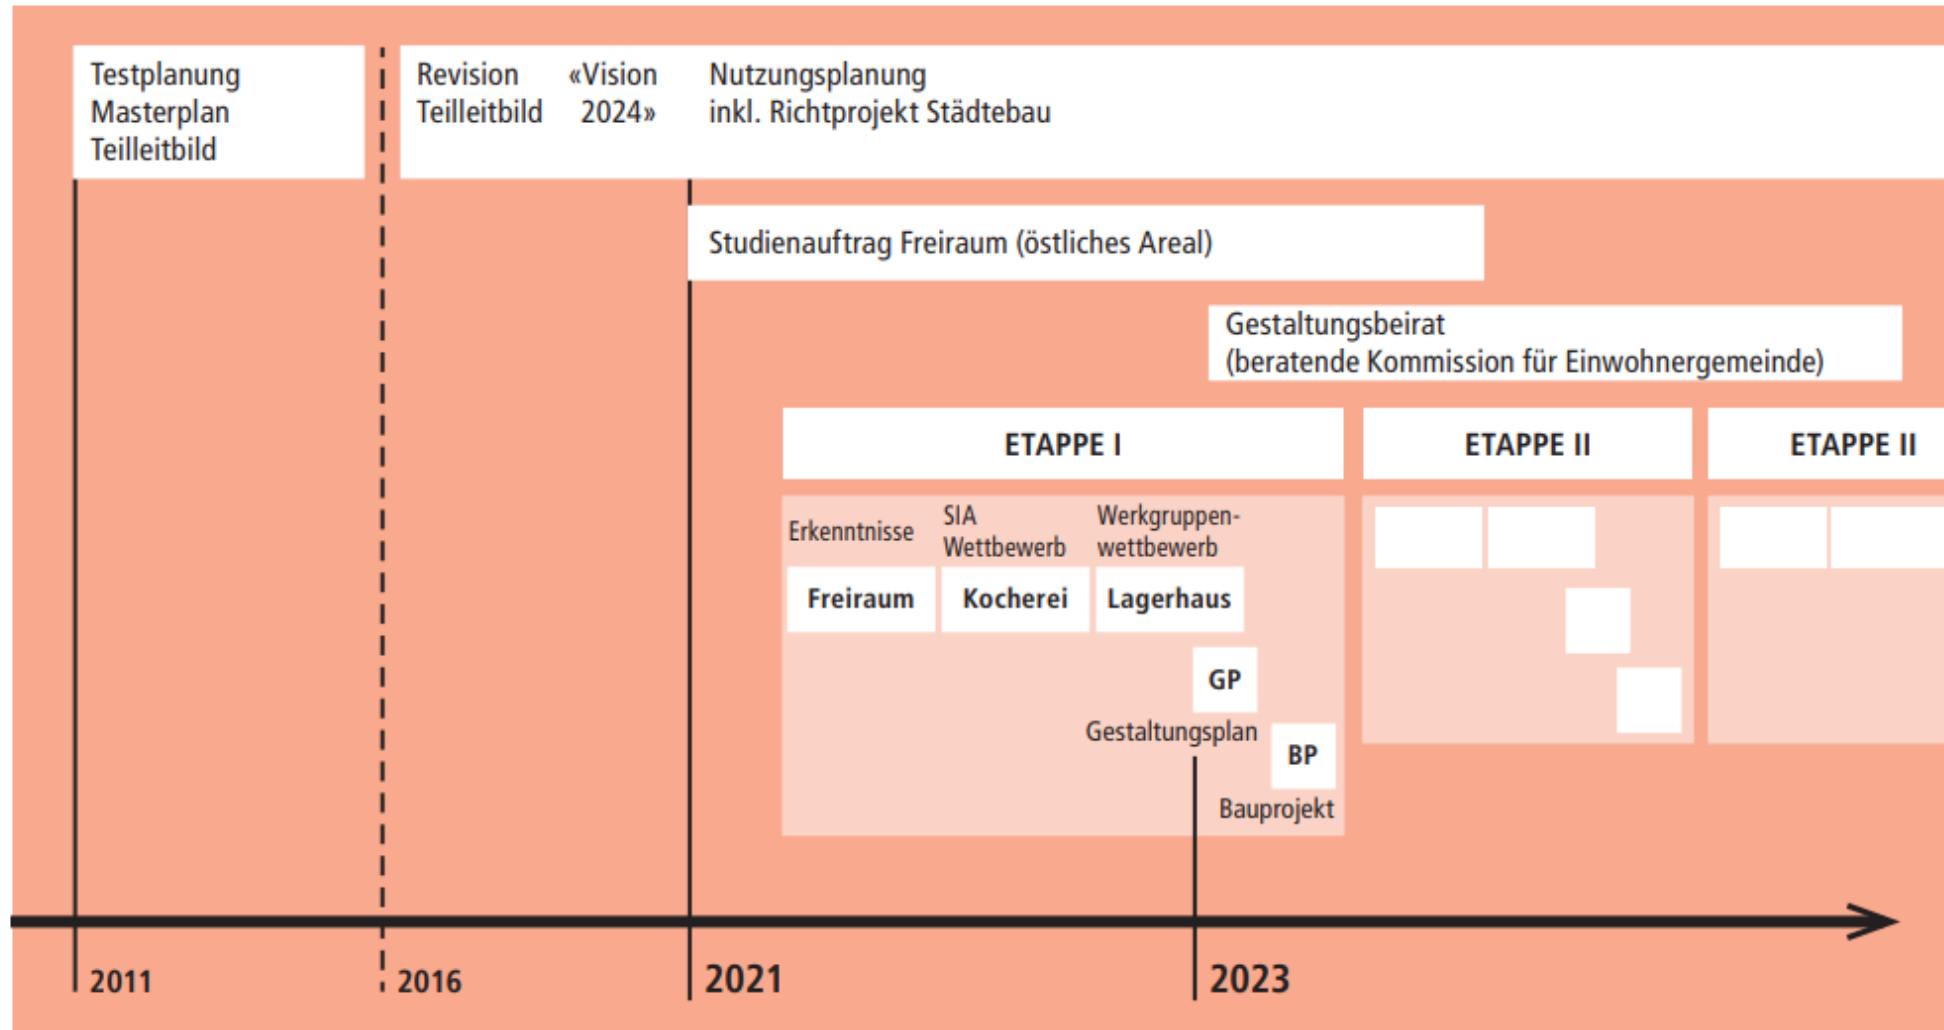 Testplanung
Masterplan
Teilleitbild
Revision
Teilleitbild
«Vision
2024»
Nutzungsplanung
inkl. Richtprojekt Städtebau
Studienauftrag Freiraum (östliches Areal)
Gestaltungsbeirat
(beratende Kommission für Einwohnergemeinde)
ETAPPE I
ETAPPE II
ETAPPE II
Erkenntnisse
SIA
Wettbewerb
Werkgruppen-
wettbewerb
Freiraum
Kocherei
Lagerhaus
GP
Gestaltungsplan
BP
Bauprojekt
2011
2016
2021
2023